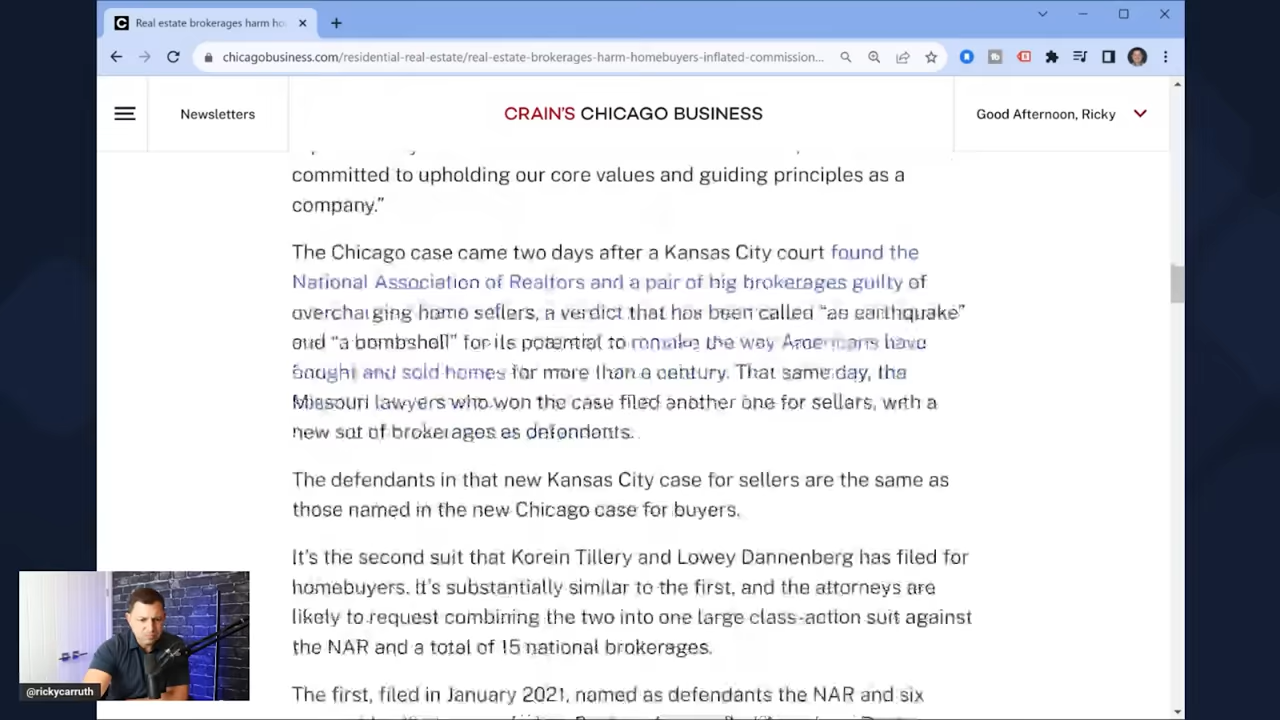 Real estate brokerages harm ho
chicagobusiness.com/residential-real-estate/real-estate-brokerages-harm-homebuyers-inflated-commission...
Newsletters
CRAIN'S CHICAGO BUSINESS
Good Afternoon, Ricky
committed to upholding our core values and guiding principles as a
company.”
The Chicago case came two days after a Kansas City court found the
National Association of Realtors and a pair of big brokerages guilty of
overcharging home sellers, a verdict that has been called “an earthquake”
and “a bombshell” for its potential to remake the way Americans have
bought and sold homes for more than a century. That same day, the
Missouri lawyers who won the case filed another one for sellers, with a
new set of brokerages as defendants.
The defendants in that new Kansas City case for sellers are the same as
those named in the new Chicago case for buyers.
It’s the second suit that Korein Tillery and Lowey Dannenberg has filed for
homebuyers. It’s substantially similar to the first, and the attorneys are
likely to request combining the two into one large class-action suit against
the NAR and a total of 15 national brokerages.
The first, filed in January 2021, named as defendants the NAR and six
@rickycarruth